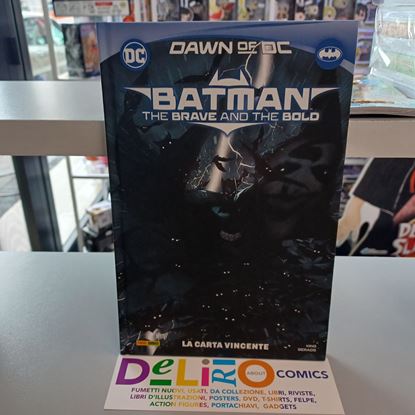 DC
DAWN OF DC
BATMAN
THE BRAVE AND THE BOLD
LA CARTA VINCENTE
KING
GERADS
DELIRIO ABOUT COMICS
FUMETTI NUOVI, USATI, DA COLLEZIONE, LIBRI, RIVISTE,
LIBRI D'ILLUSTRAZIONI, POSTERS, DVD, T-SHIRTS, FELPE,
ACTION FIGURES, PORTACHIAVI, GADGETS